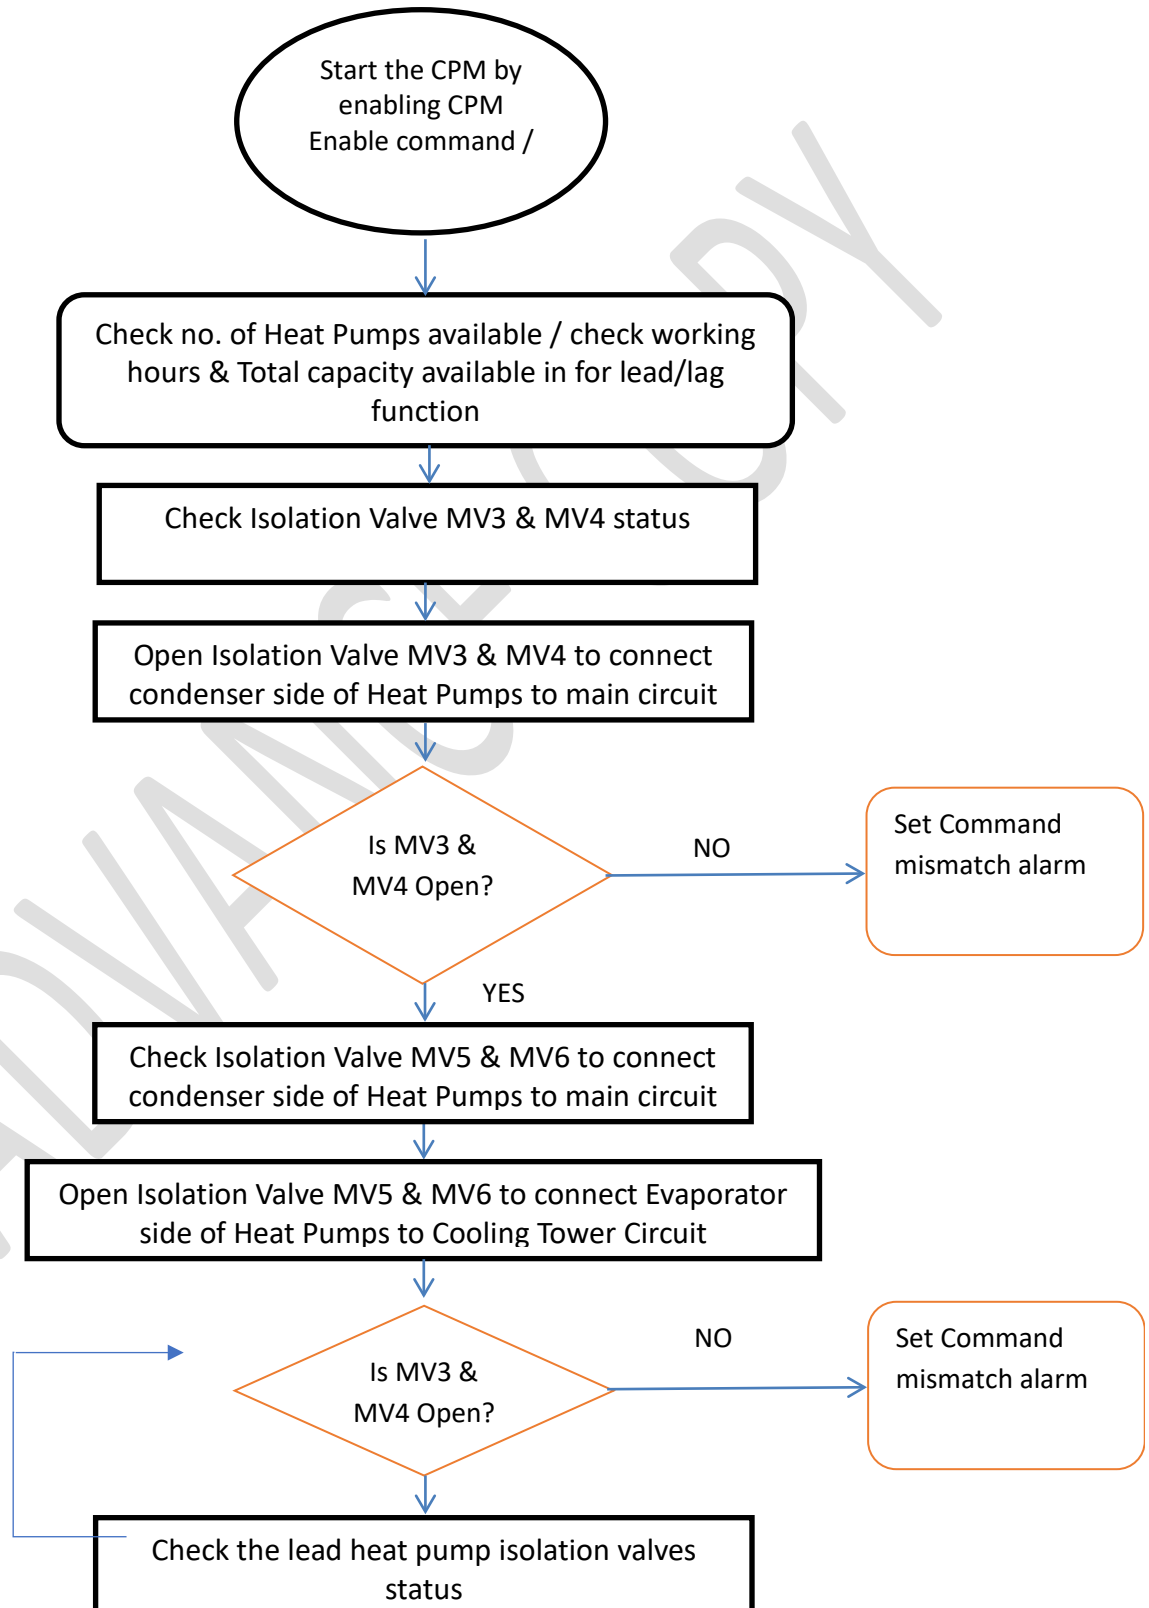 Start the CPM by
enabling CPM
Enable command /
Check no. of Heat Pumps available / check working
hours & Total capacity available in for lead/lag
function
Check Isolation Valve MV3 & MV4 status
Open Isolation Valve MV3 & MV4 to connect
condenser side of Heat Pumps to main circuit
Is MV3 &
MV4 Open?
NO
Set Command
mismatch alarm
YES
Check Isolation Valve MV5 & MV6 to connect
condenser side of Heat Pumps to main circuit
Open Isolation Valve MV5 & MV6 to connect Evaporator
side of Heat Pumps to Cooling Tower Circuit
Is MV3 &
MV4 Open?
NO
Set Command
mismatch alarm
Check the lead heat pump isolation valves
status
ADVANCE COPY